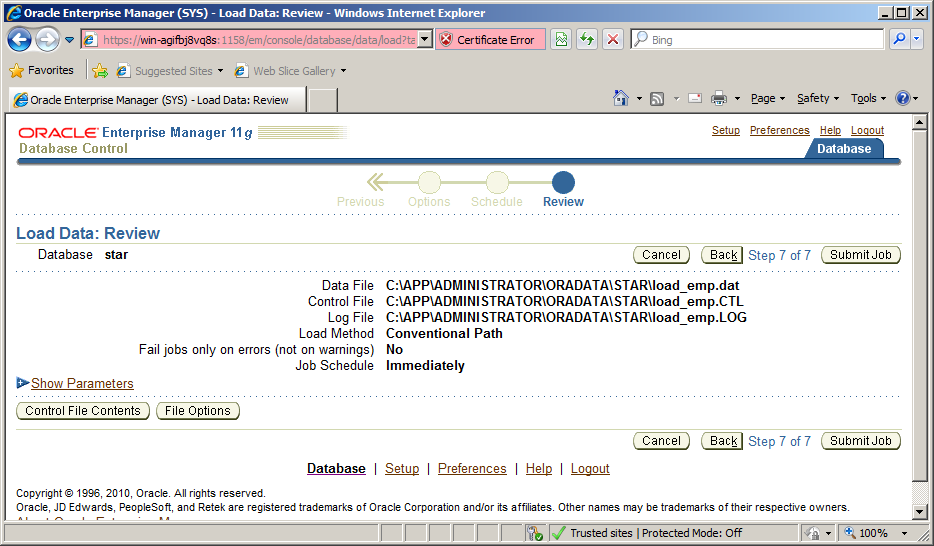 Oracle Enterprise Manager (SYS) - Load Data: Review - Windows Internet Explorer
https://win-agifbj8vq8s:1158/em/console/database/data/load?ta
Certificate Error
Bing
Favorites Suggested Sites Web Slice Gallery
Oracle Enterprise Manager (SYS) - Load Data: Review
Page Safety Tools
ORACLE Enterprise Manager 11g
Database Control
Setup Preferences Help Logout
Database
Previous Options Schedule Review
Load Data: Review
Database star
Cancel Back Step 7 of 7 Submit Job
Data File C:\APP\ADMINISTRATOR\ORADATA\STAR\load_emp.dat
Control File C:\APP\ADMINISTRATOR\ORADATA\STAR\load_emp.CTL
Log File C:\APP\ADMINISTRATOR\ORADATA\STAR\load_emp.LOG
Load Method Conventional Path
Fail jobs only on errors (not on warnings) No
Job Schedule Immediately
Show Parameters
Control File Contents File Options
Cancel Back Step 7 of 7 Submit Job
Database | Setup | Preferences | Help | Logout
Copyright © 1996, 2010, Oracle. All rights reserved.
Oracle, JD Edwards, PeopleSoft, and Retek are registered trademarks of Oracle Corporation and/or its affiliates. Other names may be trademarks of their respective owners.
Trusted sites | Protected Mode: Off
100%